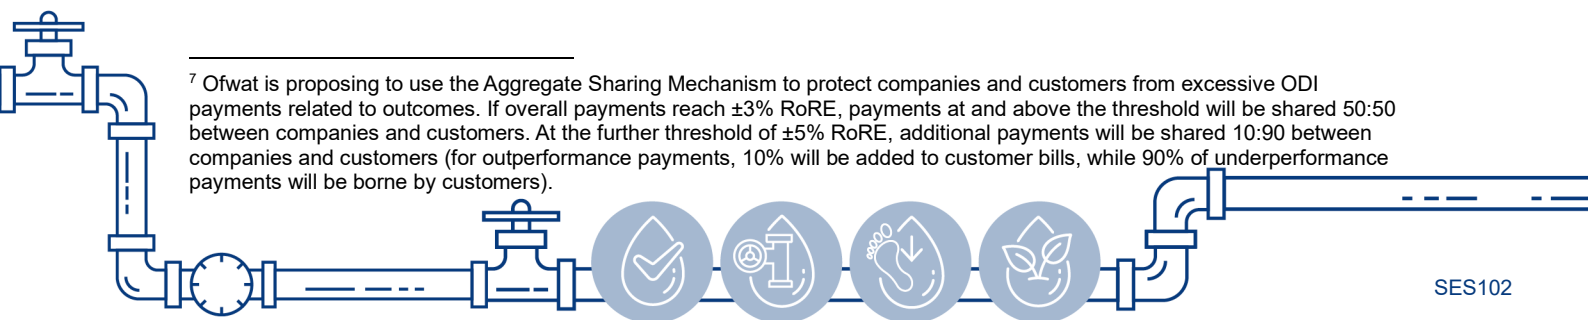 7 Ofwat is proposing to use the Aggregate Sharing Mechanism to protect companies and customers from excessive ODI
payments related to outcomes. If overall payments reach ±3% RoRE, payments at and above the threshold will be shared 50:50
between companies and customers. At the further threshold of ±5% RoRE, additional payments will be shared 10:90 between
companies and customers (for outperformance payments, 10% will be added to customer bills, while 90% of underperformance
payments will be borne by customers).
SES102